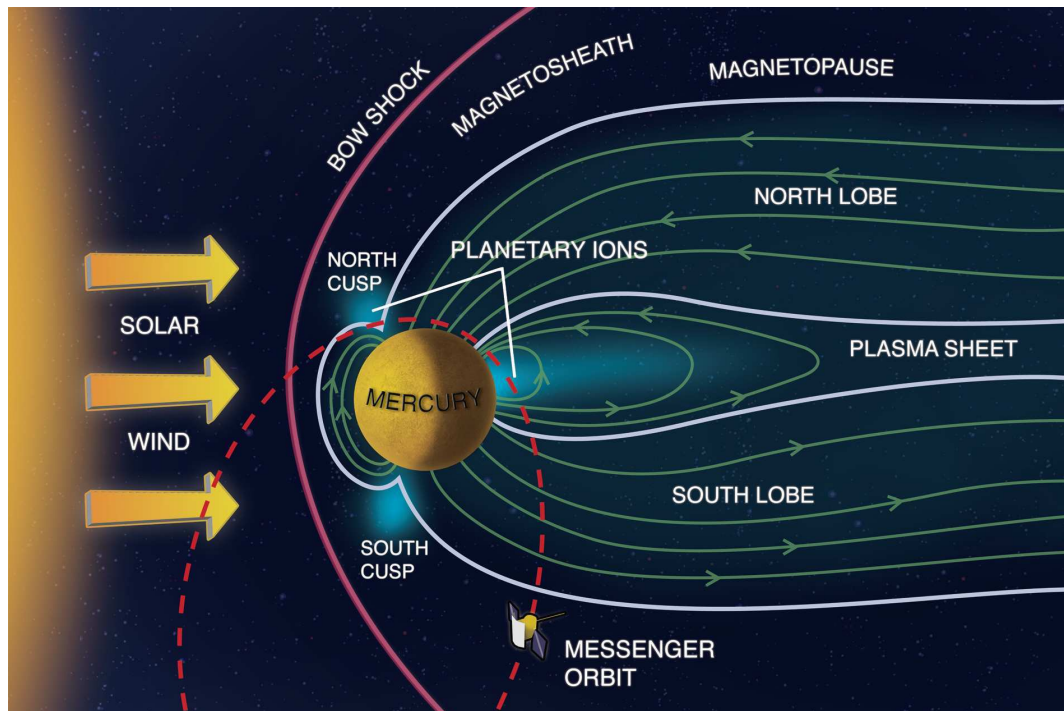 BOW SHOCK
MAGNETOSHEATH
MAGNETOPAUSE
NORTH LOBE
NORTH
CUSP
PLANETARY IONS
SOLAR
WIND
MERCURY
PLASMA SHEET
SOUTH LOBE
SOUTH
CUSP
MESSENGER
ORBIT